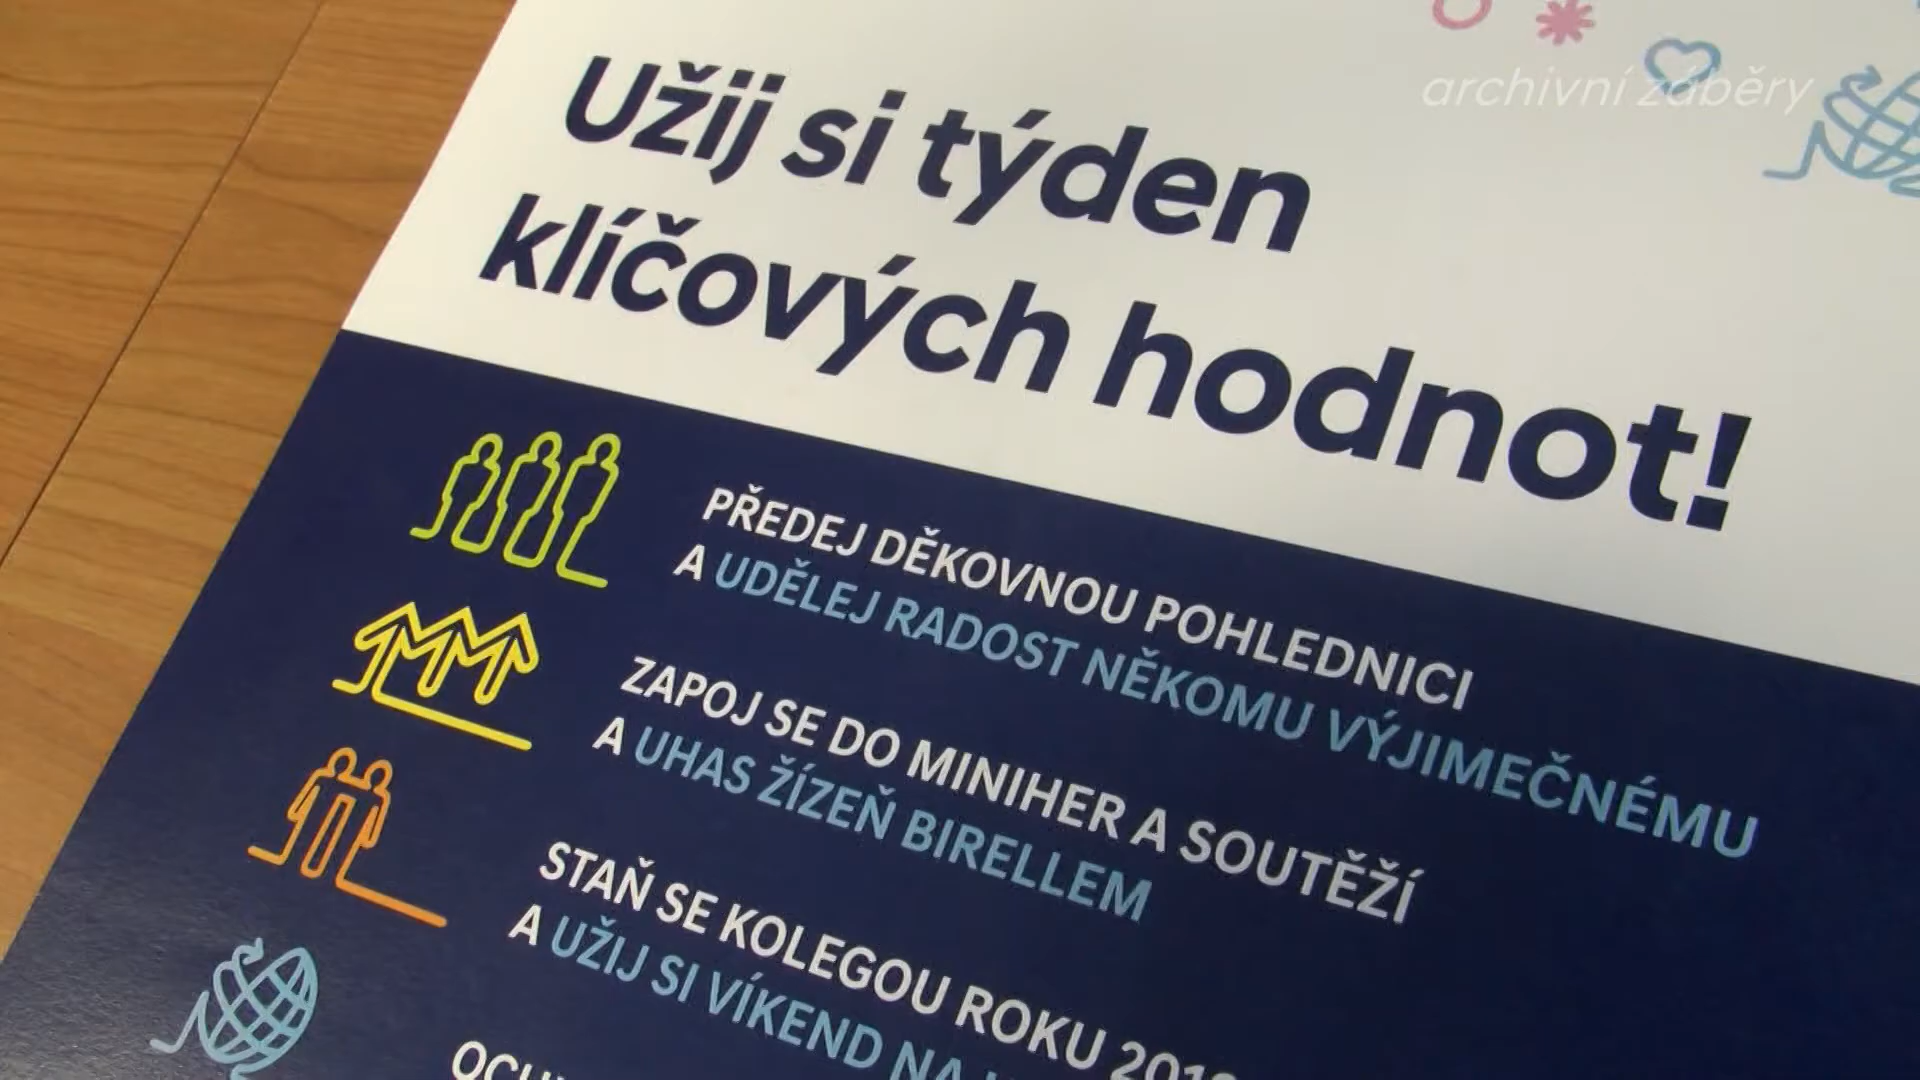 archivní záběry
Užij si týden
klíčových hodnot!
PŘEDEJ DĚKOVNOU POHLEDNICI
A UDĚLEJ RADOST NĚKOMU VÝJIMEČNÉMU
ZAPOJ SE DO MINIHER A SOUTĚŽÍ
A UHAS ŽÍZEŇ BIRELLEM
STAŇ SE KOLEGOU ROKU
A UŽIJ SI VÍKEND NA